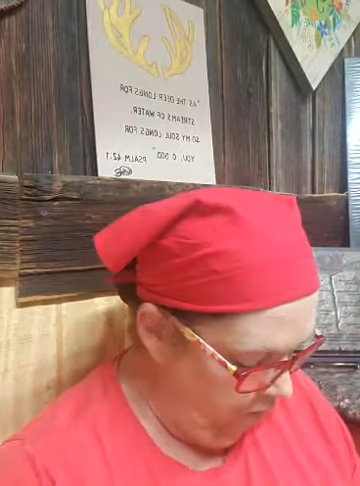 "AS THE DEER LONGS FOR
STREAMS OF WATER,
SO MY SOUL LONGS FOR
YOU, O GOD."
PSALM 42:1